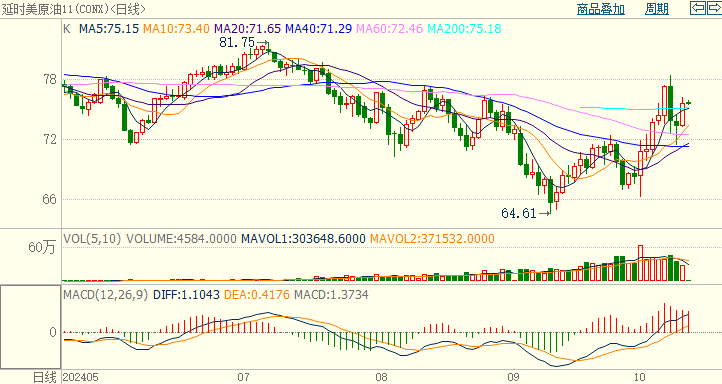 延时美原油11(CONX)<日线> 商品叠加 周期
K MA5:75.15 MA10:73.40 MA20:71.65 MA40:71.29 MA60:72.46 MA200:75.18
81.75→
78
72
66
64.61→
VOL(5,10) VOLUME:4584.0000 MAVOL1:303648.6000 MAVOL2:371532.0000
60万
MACD(12,26,9) DIFF:1.1043 DEA:0.4176 MACD:1.3734
0
日线 202405 07 08 09 10